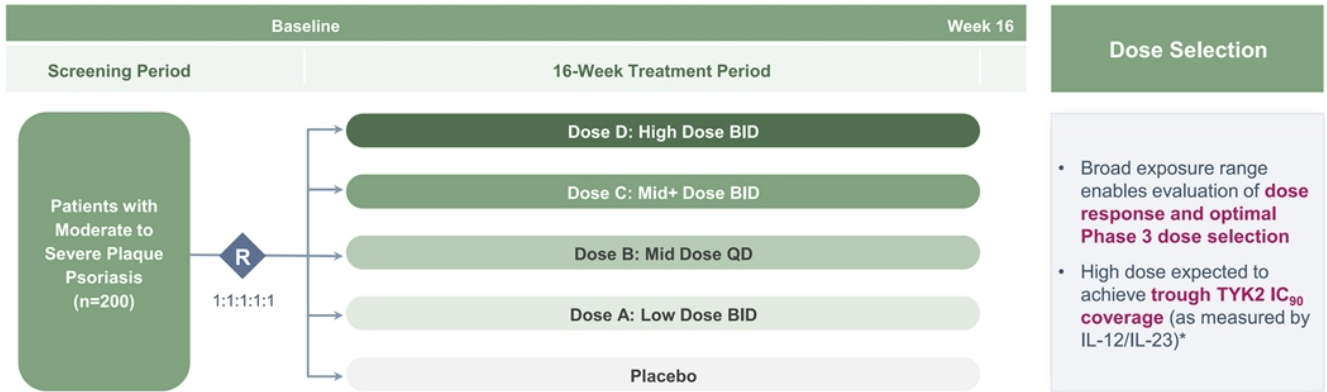 Baseline
Week 16
Dose Selection
Screening Period
16-Week Treatment Period
Patients with
Moderate to
Severe Plaque
Psoriasis
(n=200)
R
1:1:1:1:1
Dose D: High Dose BID
Dose C: Mid+ Dose BID
Dose B: Mid Dose QD
Dose A: Low Dose BID
Placebo
• Broad exposure range
enables evaluation of dose
response and optimal
Phase 3 dose selection
• High dose expected to
achieve trough TYK2 IC₉₀
coverage (as measured by
IL-12/IL-23)*